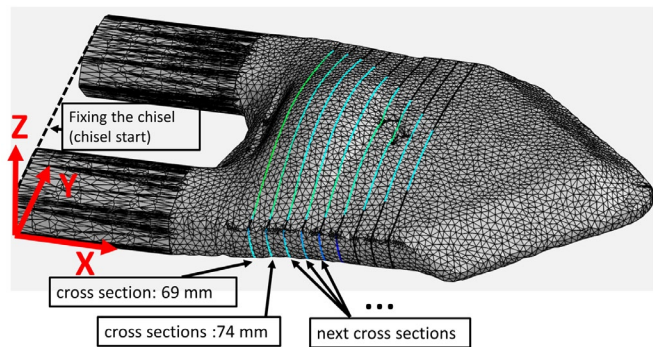 Fixing the chisel
(chisel start)
Z
Y
X
cross section: 69 mm
cross sections :74 mm
next cross sections
...